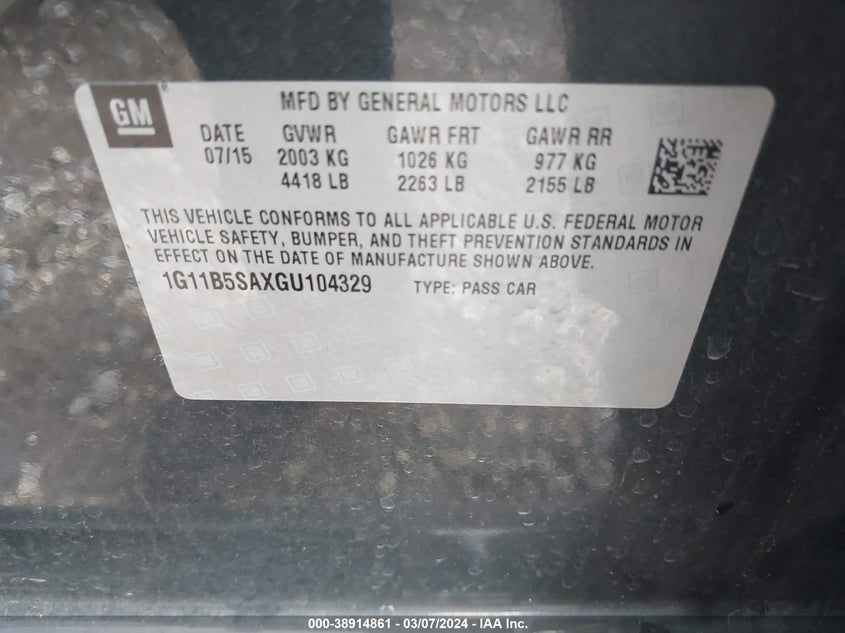 GM ®
MFD BY GENERAL MOTORS LLC
DATE GVWR GAWR FRT GAWR RR
07/15 2003 KG 1026 KG 977 KG
4418 LB 2263 LB 2155 LB
THIS VEHICLE CONFORMS TO ALL APPLICABLE U.S. FEDERAL MOTOR
VEHICLE SAFETY, BUMPER, AND THEFT PREVENTION STANDARDS IN
EFFECT ON THE DATE OF MANUFACTURE SHOWN ABOVE.
1G11B5SAXGU104329 TYPE: PASS CAR
000-38914861 - 03/07/2024 - IAA Inc.